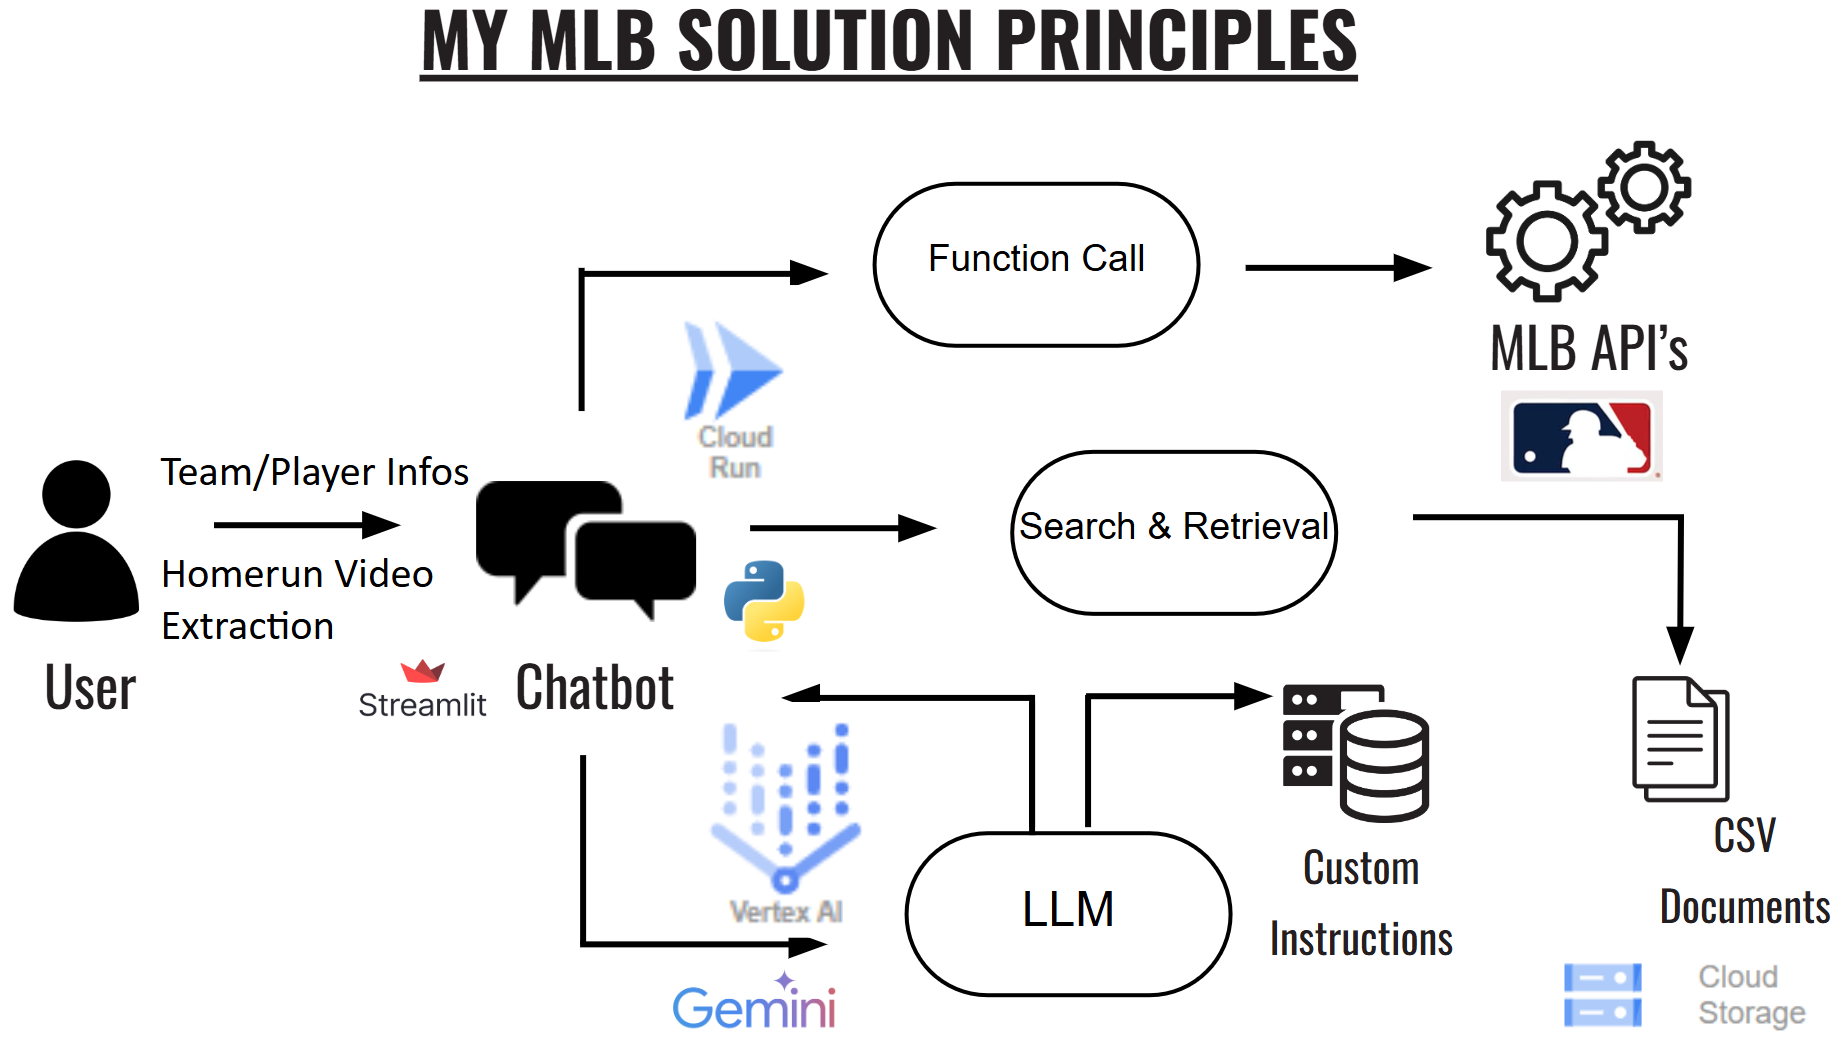 MY MLB SOLUTION PRINCIPLES
Function Call
MLB API's
Cloud
Run
Team/Player Infos
Homerun Video
Extraction
User
Streamlit
Chatbot
Search & Retrieval
Vertex AI
Gemini
LLM
Custom
Instructions
CSV
Documents
Cloud
Storage